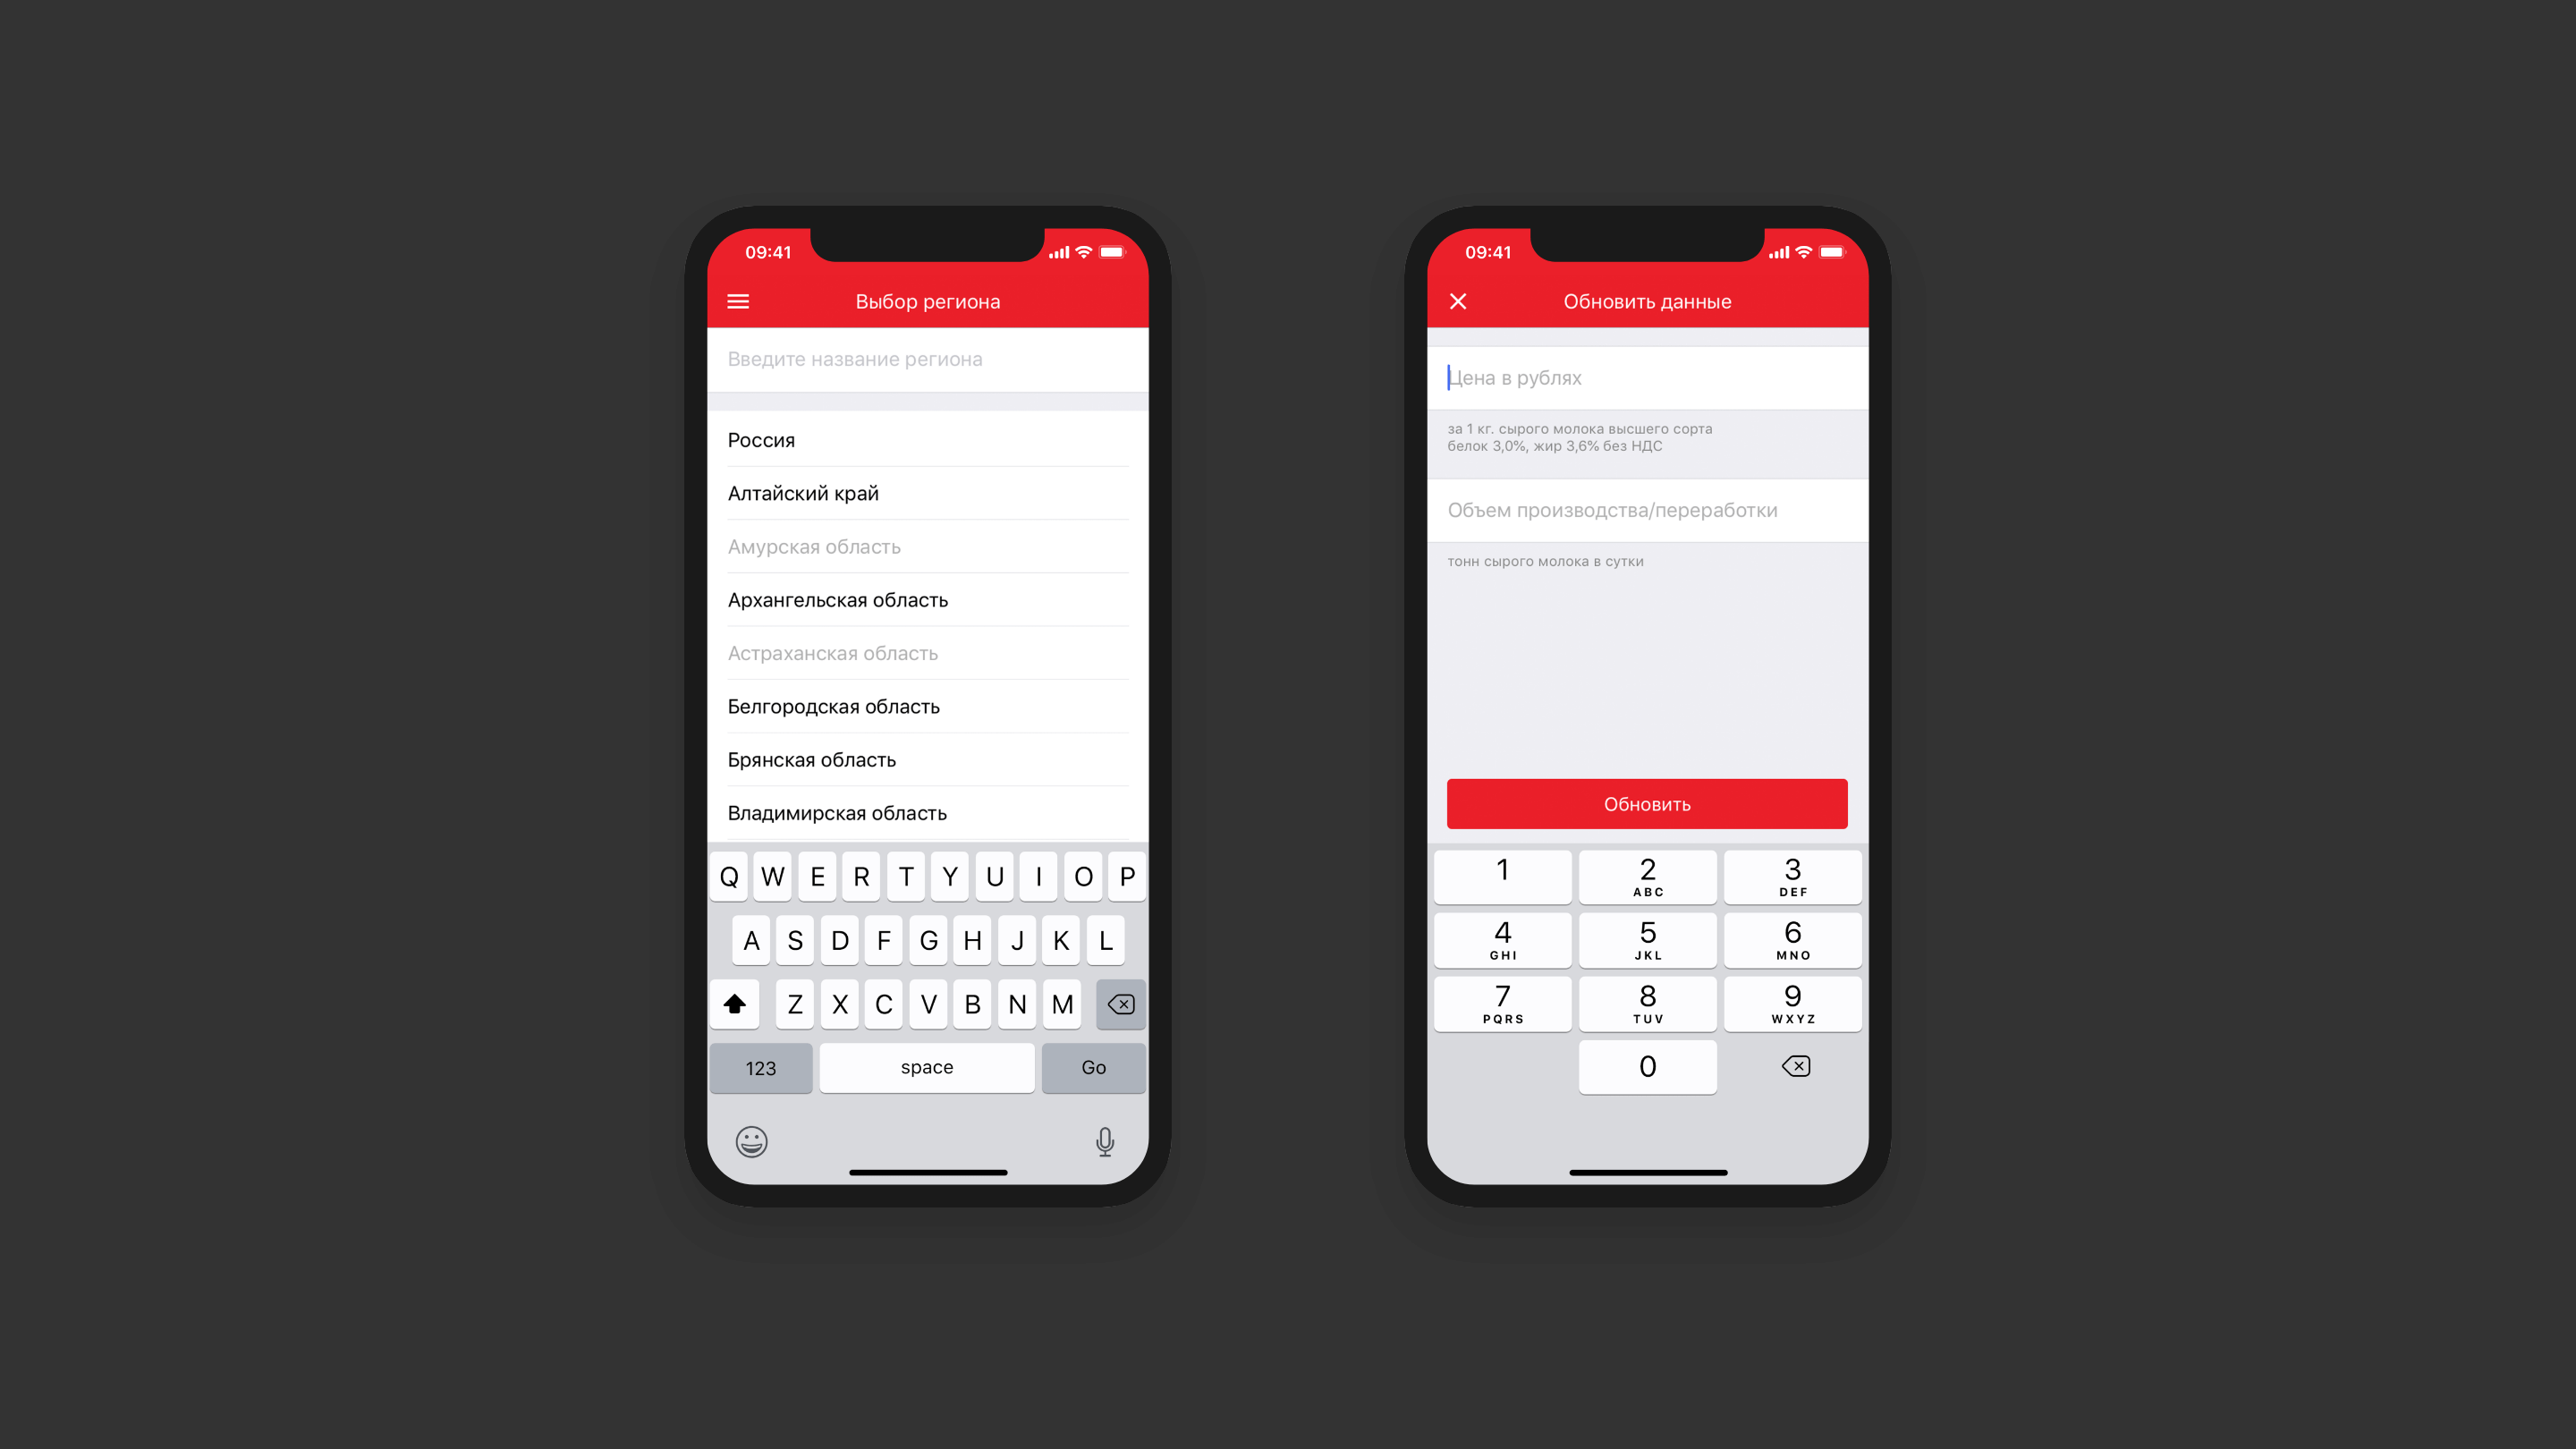 09:41
Выбор региона
Введите название региона
Россия
Алтайский край
Амурская область
Архангельская область
Астраханская область
Белгородская область
Брянская область
Владимирская область
Q W E R T Y U I O P
A S D F G H J K L
Z X C V B N M
123 space Go
09:41
Обновить данные
Цена в рублях
за 1 кг. сырого молока высшего сорта
белок 3,0%, жир 3,6% без НДС
Объем производства/переработки
тонн сырого молока в сутки
Обновить
1 2 3
ABC DEF
4 5 6
GHI JKL MNO
7 8 9
PQRS TUV WXYZ
0